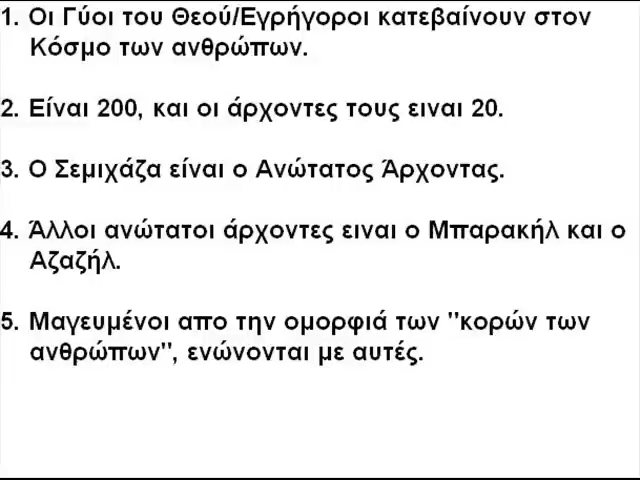 1. Οι Γύοι του Θεού/Εγρήγοροι κατεβαίνουν στον
Κόσμο των ανθρώπων.
2. Είναι 200, και οι άρχοντες τους ειναι 20.
3. Ο Σεμιχάζα είναι ο Ανώτατος Άρχοντας.
4. Άλλοι ανώτατοι άρχοντες ειναι ο Μπαρακήλ και ο
Αζαζήλ.
5. Μαγευμένοι απο την ομορφιά των "κορών των
ανθρώπων", ενώνονται με αυτές.